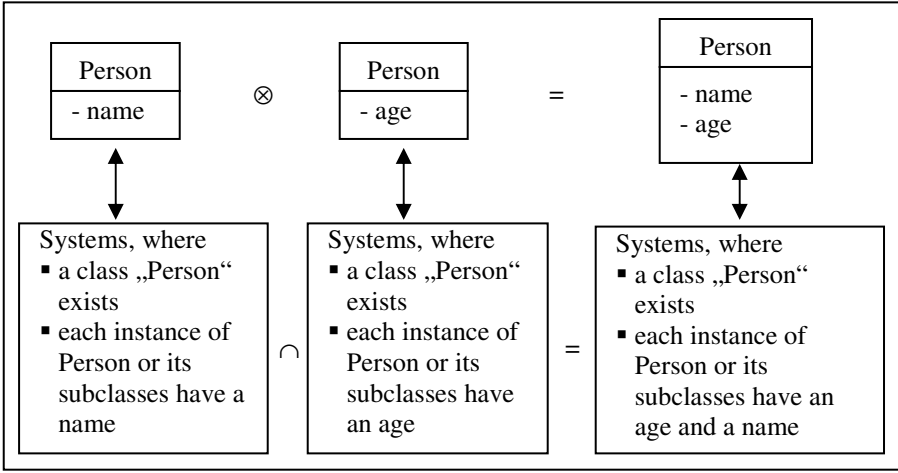 Person
- name
⊗
Person
- age
=
Person
- name
- age
Systems, where
▪ a class „Person“
exists
▪ each instance of
Person or its
subclasses have a
name
∩
Systems, where
▪ a class „Person“
exists
▪ each instance of
Person or its
subclasses have
an age
=
Systems, where
▪ a class „Person“
exists
▪ each instance of
Person or its
subclasses have an
age and a name